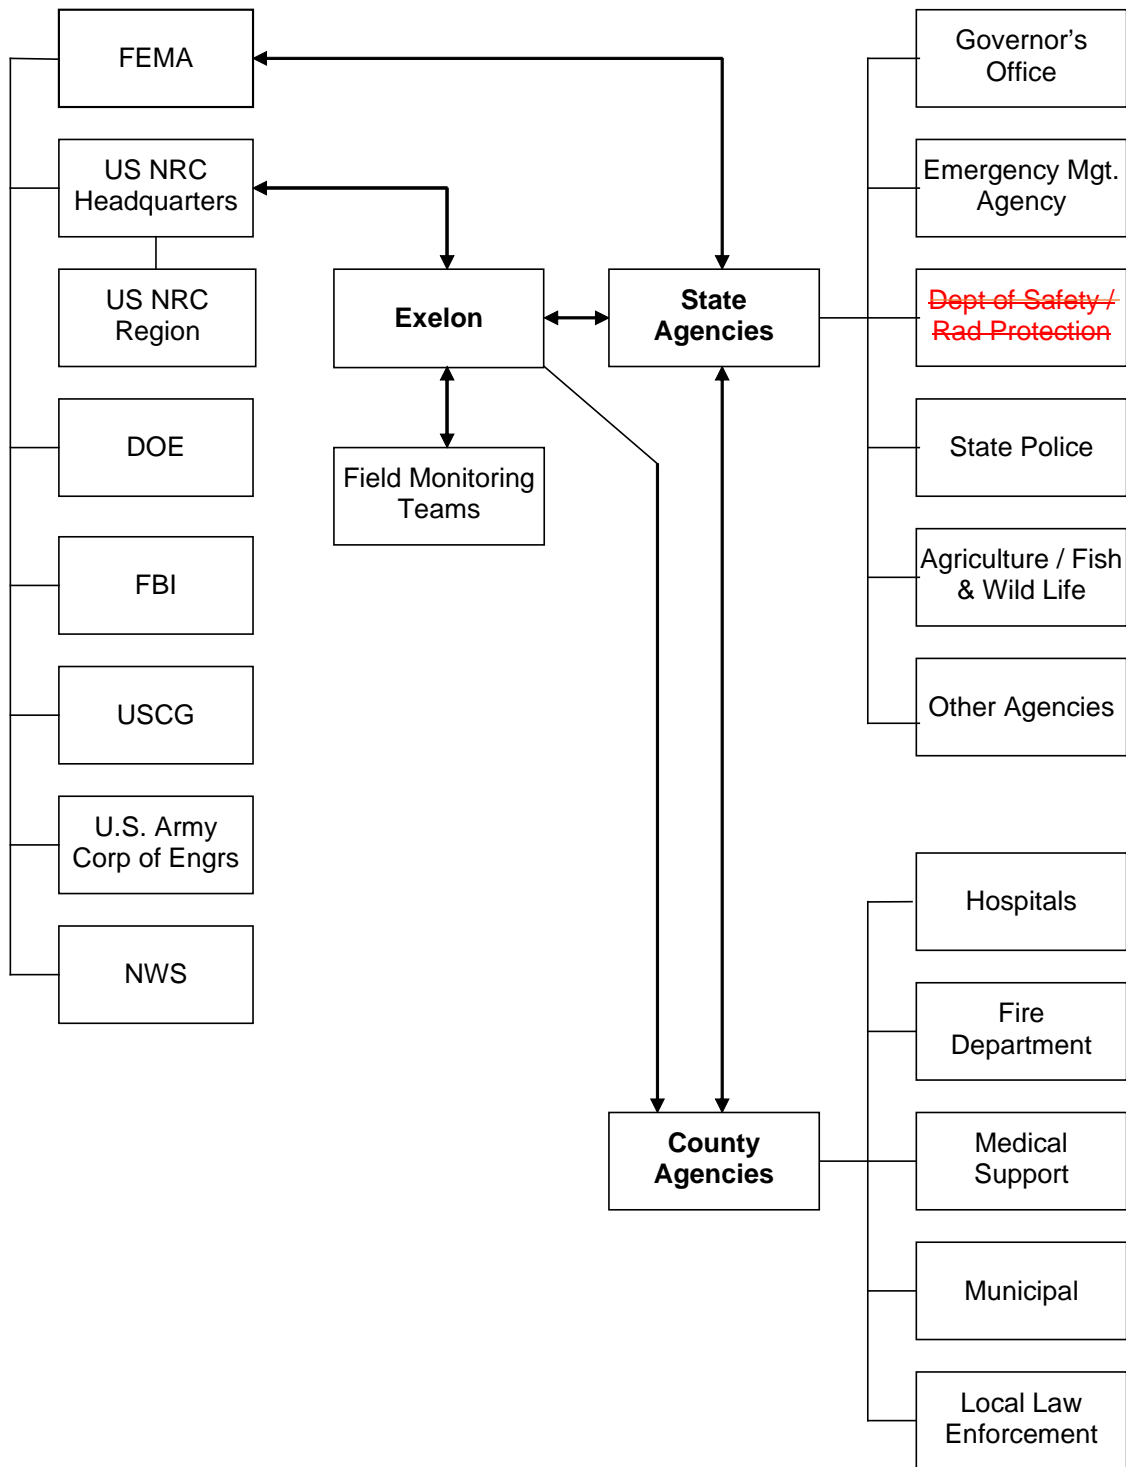 FEMA
US NRC
Headquarters
US NRC
Region
DOE
FBI
USCG
U.S. Army
Corp of Engrs
NWS
Exelon
Field Monitoring
Teams
State
Agencies
County
Agencies
Governor’s
Office
Emergency Mgt.
Agency
Dept of Safety /
Rad Protection
State Police
Agriculture / Fish
& Wild Life
Other Agencies
Hospitals
Fire
Department
Medical
Support
Municipal
Local Law
Enforcement